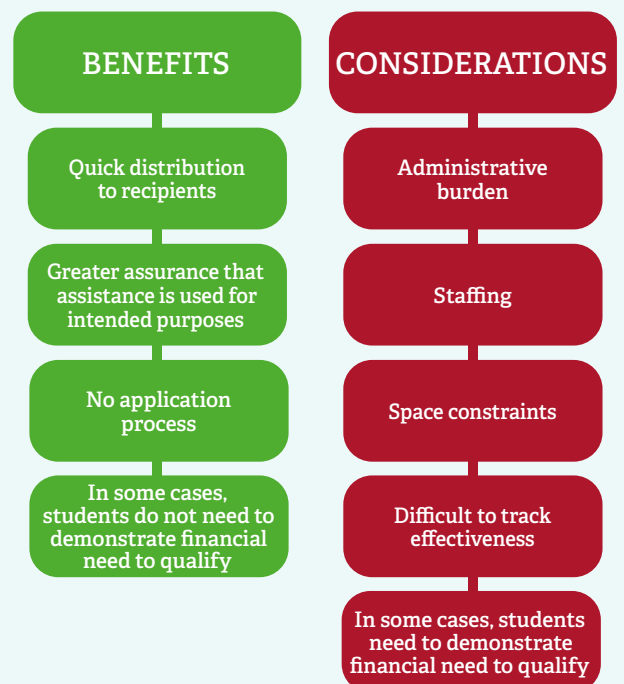 BENEFITS
Quick distribution
to recipients
Greater assurance that
assistance is used for
intended purposes
No application
process
In some cases,
students do not need to
demonstrate financial
need to qualify
CONSIDERATIONS
Administrative
burden
Staffing
Space constraints
Difficult to track
effectiveness
In some cases, students
need to demonstrate
financial need to qualify